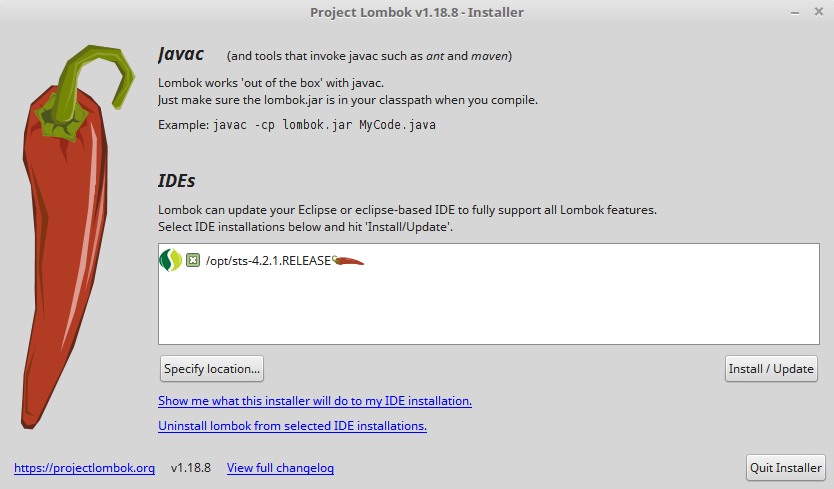 Project Lombok v1.18.8 - Installer
Javac (and tools that invoke javac such as ant and maven)
Lombok works 'out of the box' with javac.
Just make sure the lombok.jar is in your classpath when you compile.
Example: javac -cp lombok.jar MyCode.java
IDEs
Lombok can update your Eclipse or eclipse-based IDE to fully support all Lombok features.
Select IDE installations below and hit 'Install/Update'.
/opt/sts-4.2.1.RELEASE
Specify location... Install / Update
Show me what this installer will do to my IDE installation.
Uninstall lombok from selected IDE installations.
https://projectlombok.org v1.18.8 View full changelog Quit Installer